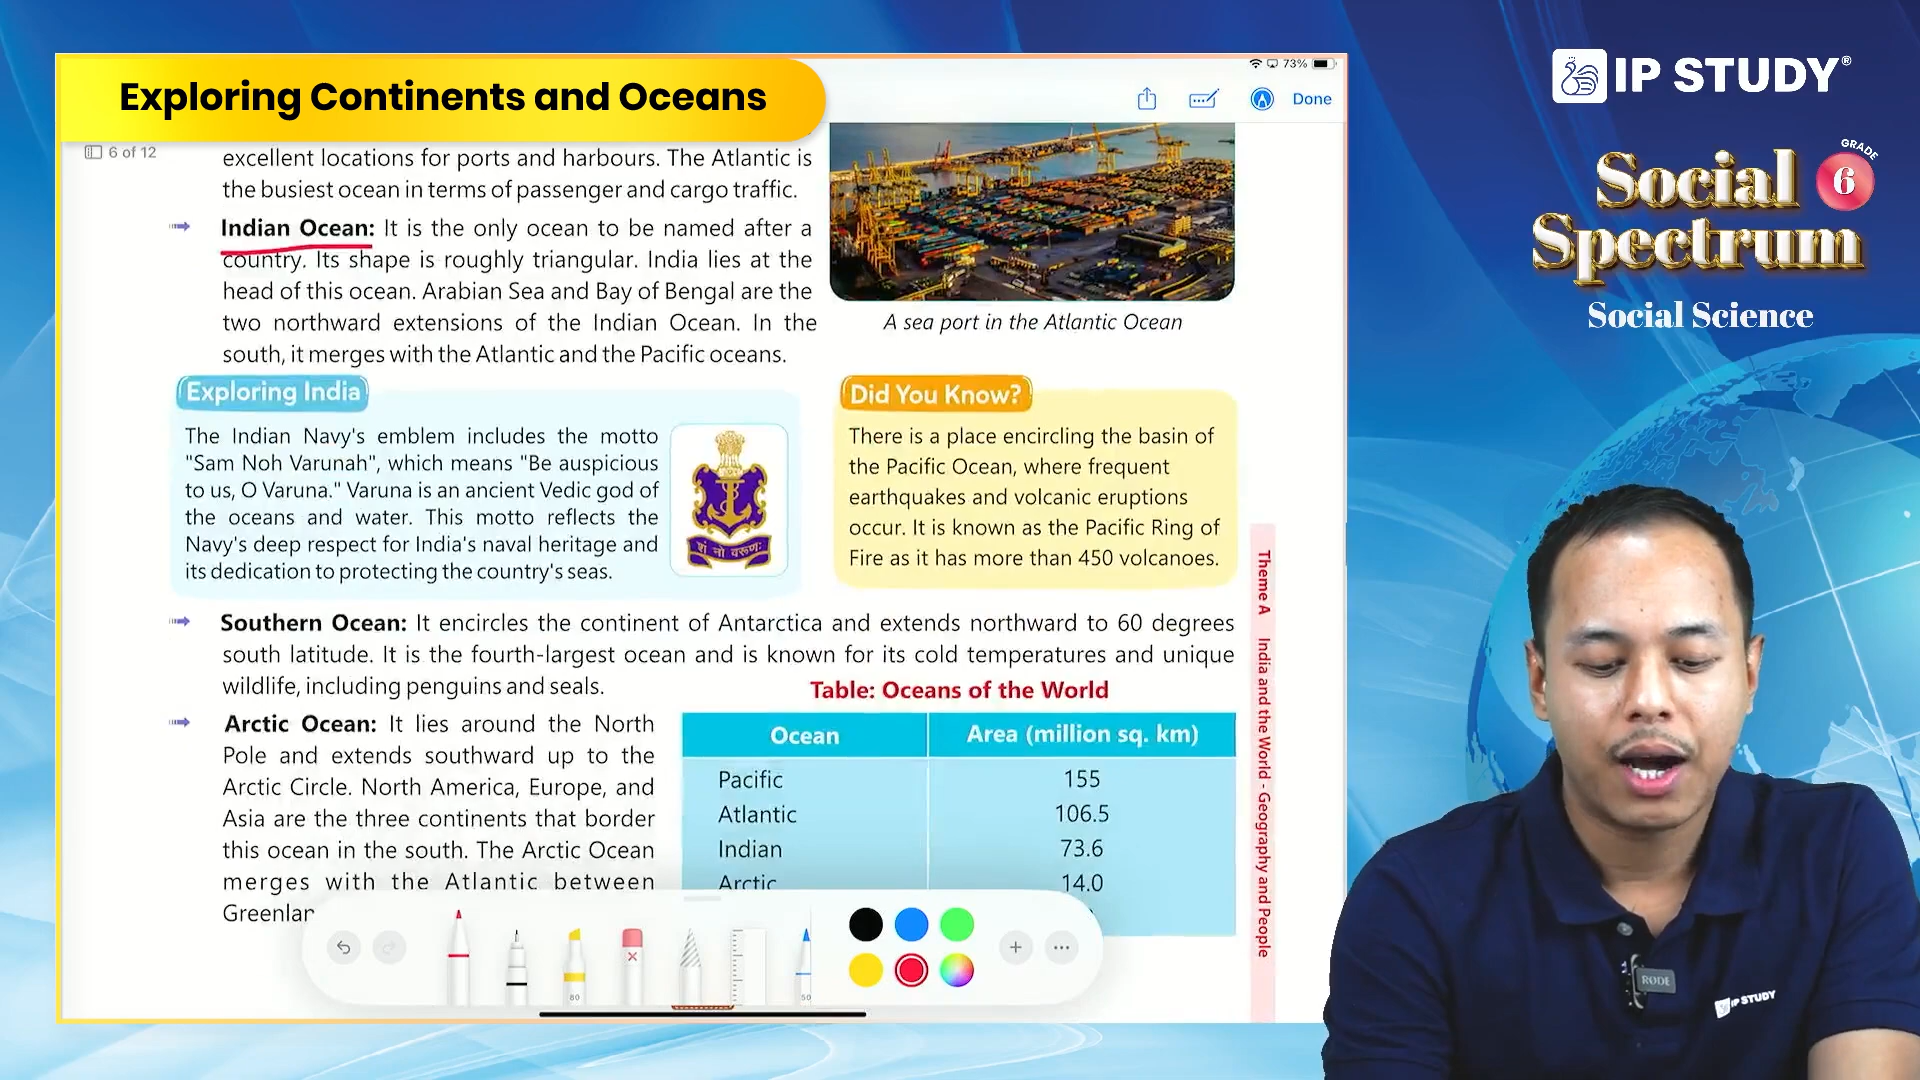 Exploring Continents and Oceans
73%
Done
6 of 12
excellent locations for ports and harbours. The Atlantic is
the busiest ocean in terms of passenger and cargo traffic.
Indian Ocean: It is the only ocean to be named after a
country. Its shape is roughly triangular. India lies at the
head of this ocean. Arabian Sea and Bay of Bengal are the
two northward extensions of the Indian Ocean. In the
south, it merges with the Atlantic and the Pacific oceans.
A sea port in the Atlantic Ocean
Exploring India
The Indian Navy's emblem includes the motto
"Sam Noh Varunah", which means "Be auspicious
to us, O Varuna." Varuna is an ancient Vedic god of
the oceans and water. This motto reflects the
Navy's deep respect for India's naval heritage and
its dedication to protecting the country's seas.
शं नो वरुणः
Did You Know?
There is a place encircling the basin of
the Pacific Ocean, where frequent
earthquakes and volcanic eruptions
occur. It is known as the Pacific Ring of
Fire as it has more than 450 volcanoes.
Southern Ocean: It encircles the continent of Antarctica and extends northward to 60 degrees
south latitude. It is the fourth-largest ocean and is known for its cold temperatures and unique
wildlife, including penguins and seals.
Arctic Ocean: It lies around the North
Pole and extends southward up to the
Arctic Circle. North America, Europe, and
Asia are the three continents that border
this ocean in the south. The Arctic Ocean
merges with the Atlantic between
Table: Oceans of the World
Ocean Area (million sq. km)
Pacific 155
Atlantic 106.5
Indian 73.6
Arctic 14.0
Theme A India and the World - Geography and People
80
50
IP STUDY®
GRADE
6
Social
Spectrum
Social Science
RØDE
IP STUDY